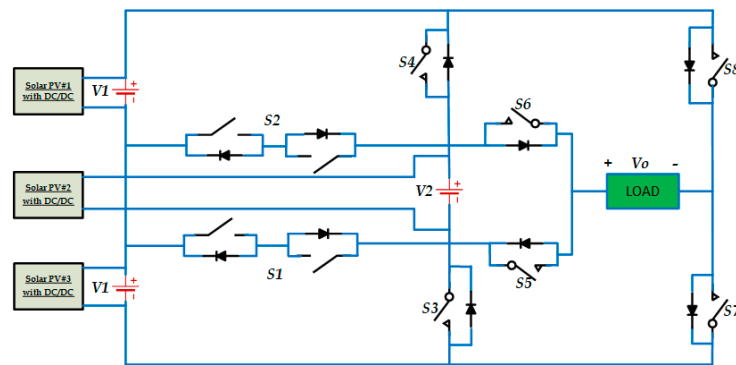 S4
S8
Solar PV#1
with DC/DC
V1
+
-
S2
S6
+ Vo -
Solar PV#2
with DC/DC
V2
+
-
LOAD
Solar PV#3
with DC/DC
V1
+
-
S1
S5
S3
S7